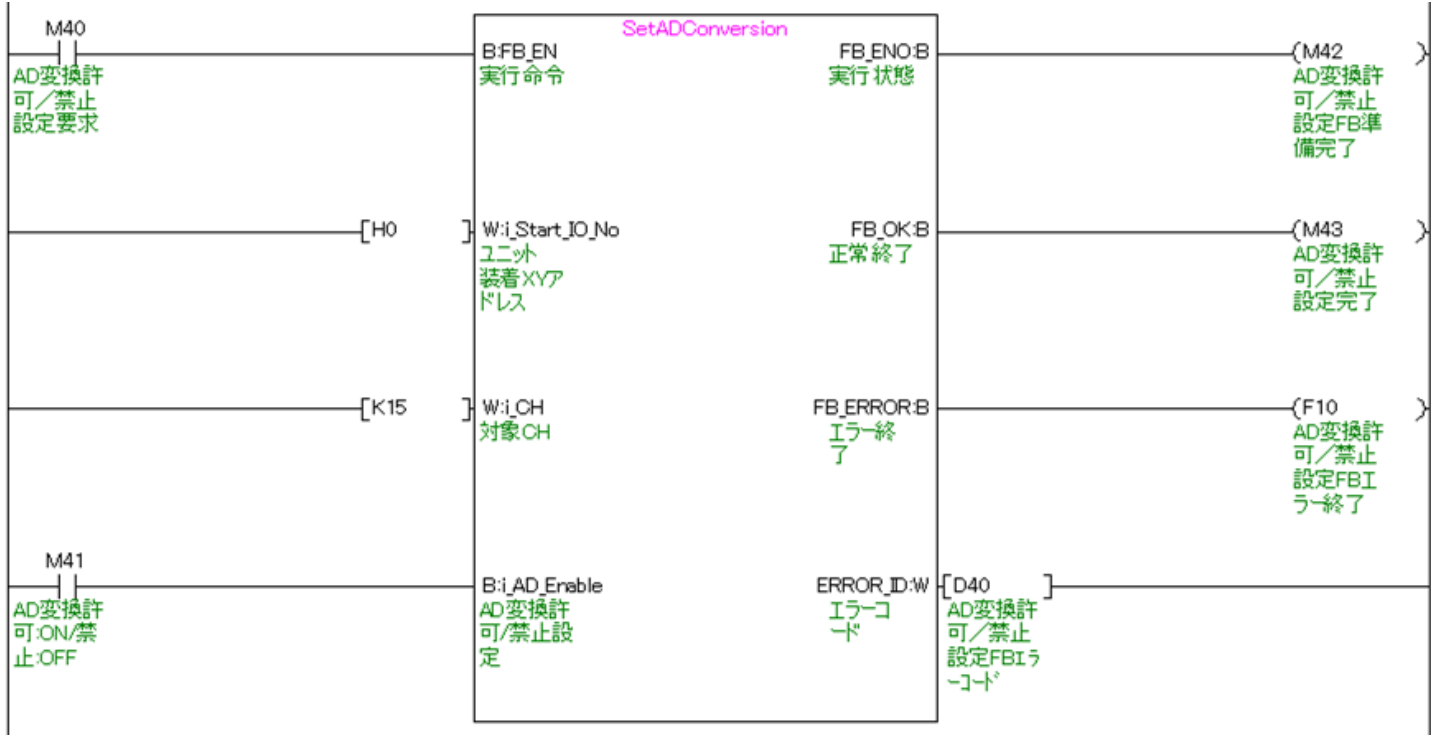 M40
SetADConversion
B:FB_EN
FB_ENO:B
(M42 )
AD変換許
可/禁止
設定要求
実行命令
実行状態
AD変換許
可/禁止
設定FB準
備完了
[H0 ]
W:i_Start_IO_No
FB_OK:B
(M43 )
ユニット
装着XYア
ドレス
正常終了
AD変換許
可/禁止
設定完了
[K15 ]
W:i_CH
FB_ERROR:B
(F10 )
対象CH
エラー終
了
AD変換許
可/禁止
設定FBエ
ラー終了
M41
B:i_AD_Enable
ERROR_ID:W
[D40 ]
AD変換許
可:ON/禁
止:OFF
AD変換許
可/禁止設
定
エラーコ
ード
AD変換許
可/禁止
設定FBエラ
ーコード